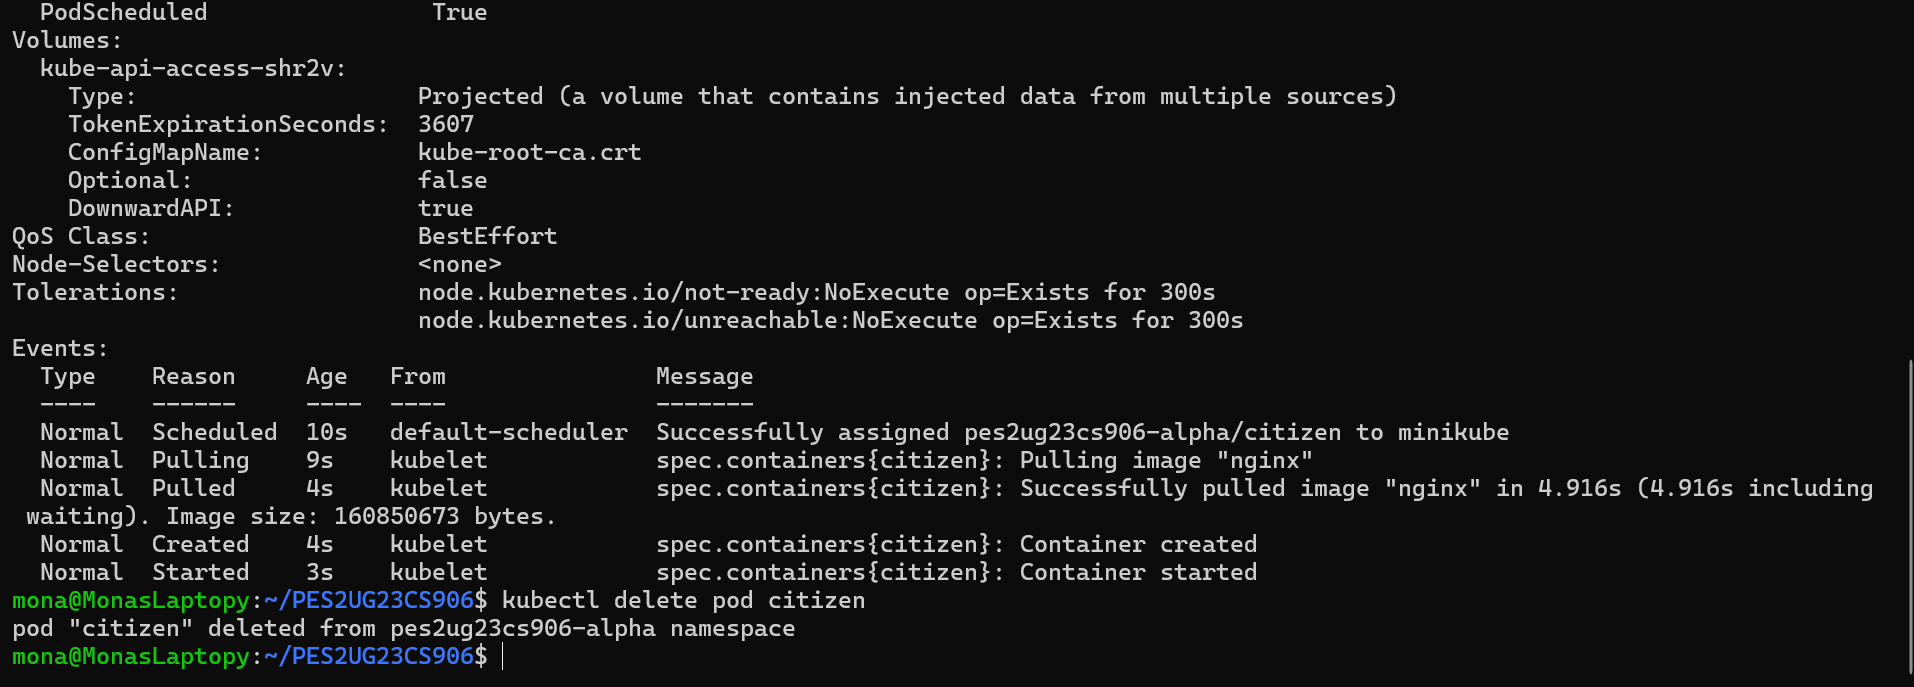 PodScheduled                True
Volumes:
  kube-api-access-shr2v:
    Type:                    Projected (a volume that contains injected data from multiple sources)
    TokenExpirationSeconds:  3607
    ConfigMapName:           kube-root-ca.crt
    Optional:                false
    DownwardAPI:             true
QoS Class:                   BestEffort
Node-Selectors:              <none>
Tolerations:                 node.kubernetes.io/not-ready:NoExecute op=Exists for 300s
                             node.kubernetes.io/unreachable:NoExecute op=Exists for 300s
Events:
  Type    Reason     Age   From               Message
  ----    ------     ----  ----               -------
  Normal  Scheduled  10s   default-scheduler  Successfully assigned pes2ug23cs906-alpha/citizen to minikube
  Normal  Pulling    9s    kubelet            spec.containers{citizen}: Pulling image "nginx"
  Normal  Pulled     4s    kubelet            spec.containers{citizen}: Successfully pulled image "nginx" in 4.916s (4.916s including
 waiting). Image size: 160850673 bytes.
  Normal  Created    4s    kubelet            spec.containers{citizen}: Container created
  Normal  Started    3s    kubelet            spec.containers{citizen}: Container started
mona@MonasLaptopy:~/PES2UG23CS906$ kubectl delete pod citizen
pod "citizen" deleted from pes2ug23cs906-alpha namespace
mona@MonasLaptopy:~/PES2UG23CS906$